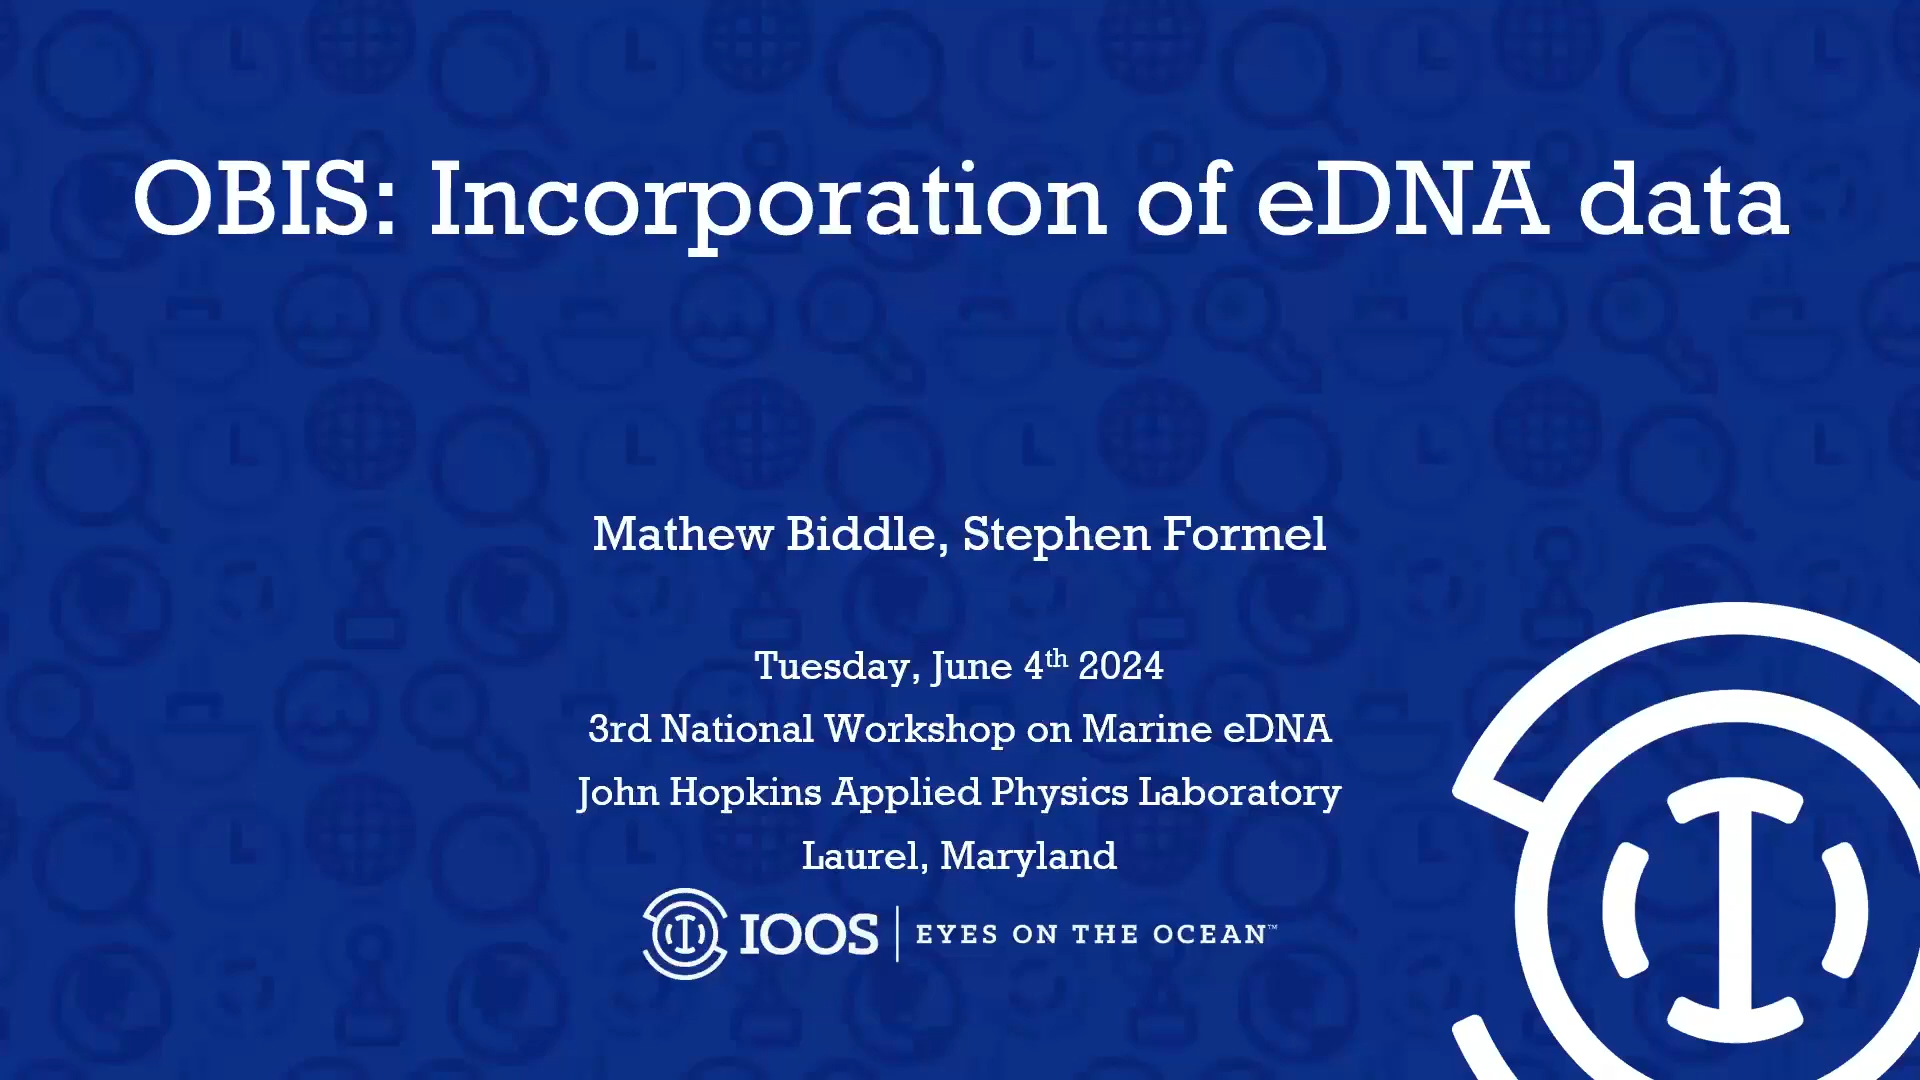 OBIS: Incorporation of eDNA data
Mathew Biddle, Stephen Formel
Tuesday, June 4th 2024
3rd National Workshop on Marine eDNA
John Hopkins Applied Physics Laboratory
Laurel, Maryland
IOOS | EYES ON THE OCEAN™